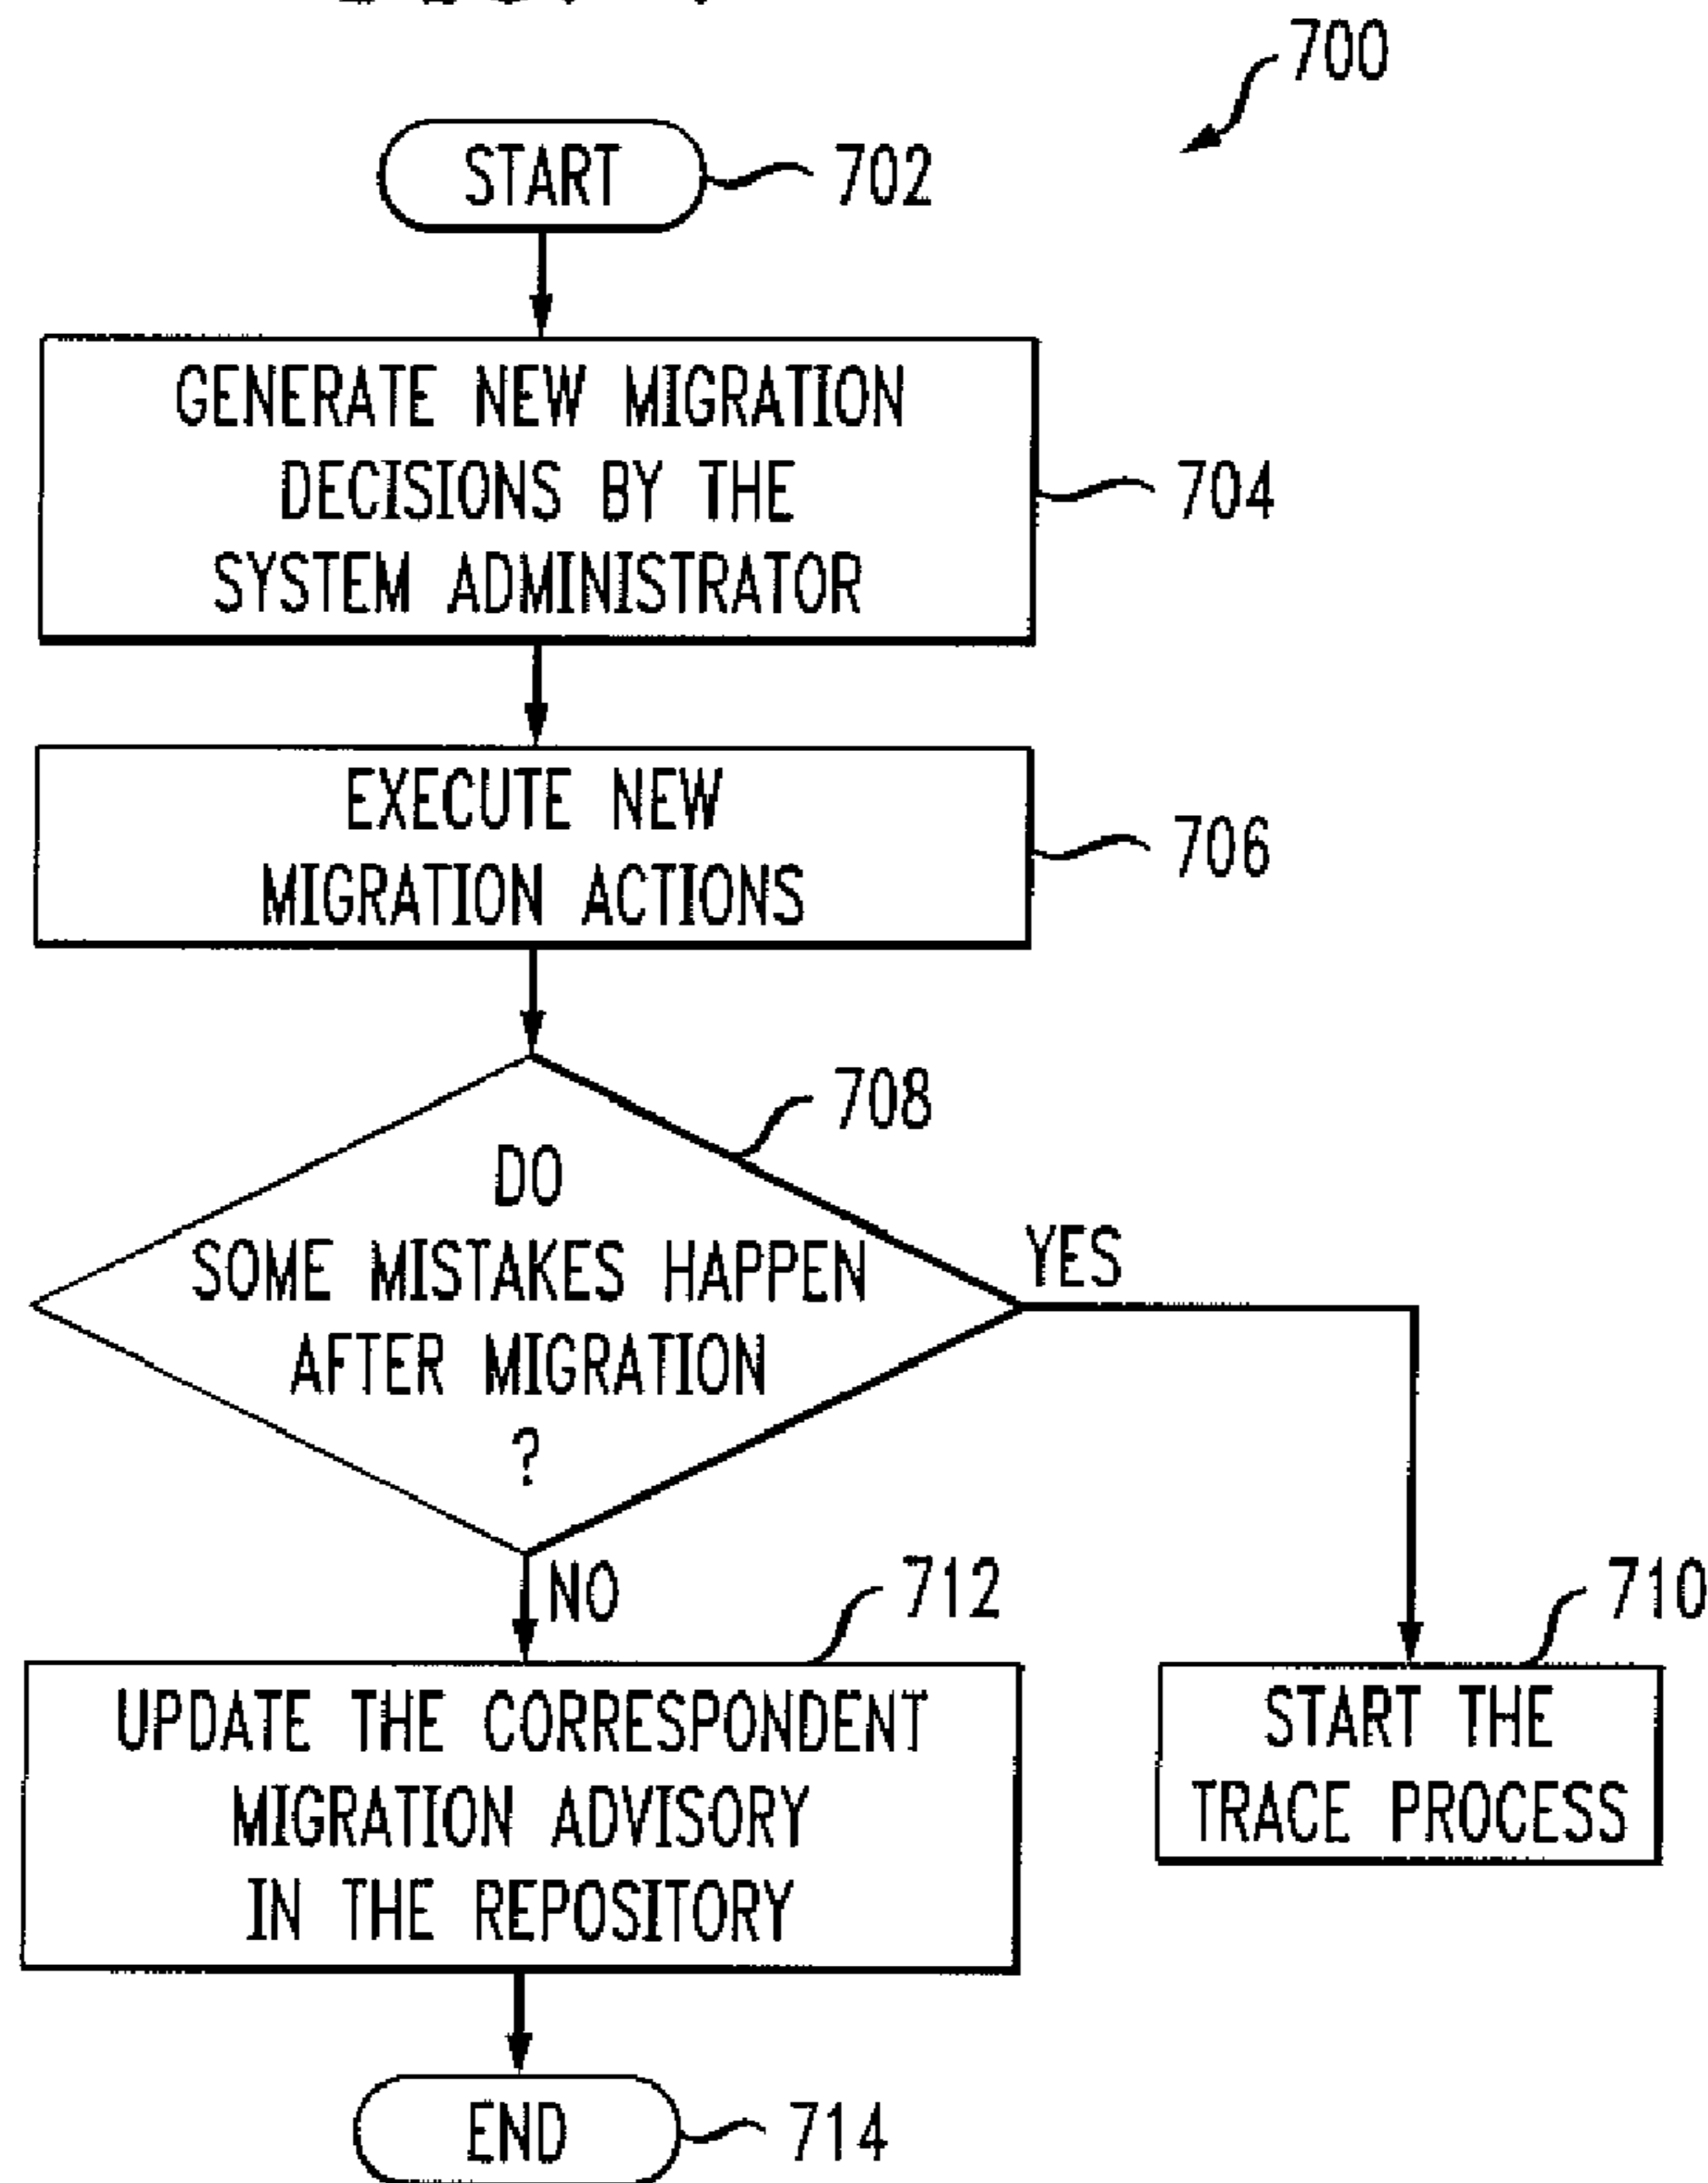 700
START
702
GENERATE NEW MIGRATION
DECISIONS BY THE
SYSTEM ADMINISTRATOR
704
EXECUTE NEW
MIGRATION ACTIONS
706
708
DO
SOME MISTAKES HAPPEN
AFTER MIGRATION
?
YES
NO
712
710
UPDATE THE CORRESPONDENT
MIGRATION ADVISORY
IN THE REPOSITORY
START THE
TRACE PROCESS
END
714